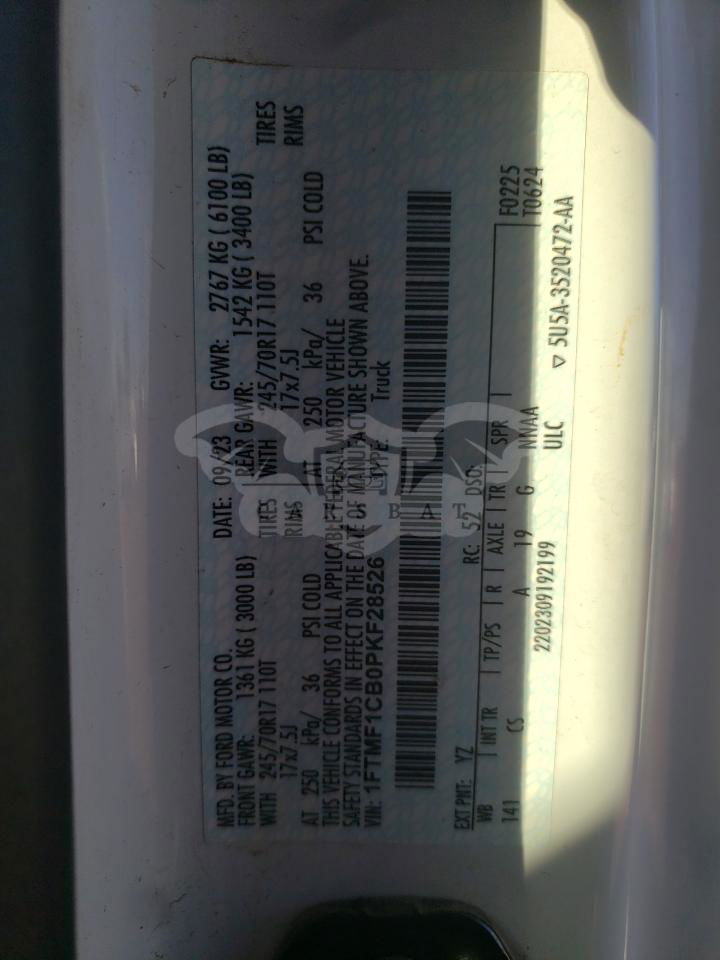 MFD. BY FORD MOTOR CO. DATE: 09/23 GVWR: 2767 KG ( 6100 LB)
FRONT GAWR: 1361 KG ( 3000 LB) REAR GAWR: 1542 KG ( 3400 LB)
WITH 245/70R17 110T TIRES WITH 245/70R17 110T TIRES
17x7.5J RIMS 17x7.5J RIMS
AT 250 kPa/ 36 PSI COLD AT 250 kPa/ 36 PSI COLD
THIS VEHICLE CONFORMS TO ALL APPLICABLE FEDERAL MOTOR VEHICLE
SAFETY STANDARDS IN EFFECT ON THE DATE OF MANUFACTURE SHOWN ABOVE.
VIN: 1FTMF1CB0PKF28526 TYPE: Truck
EXT PNT: YZ RC: 52 DSO: F0225
WB INT TR TP/PS R AXLE TR SPR T0624
141 CS A 19 G NNAA
2202309192199 ULC ▽ 5U5A-3520472-AA